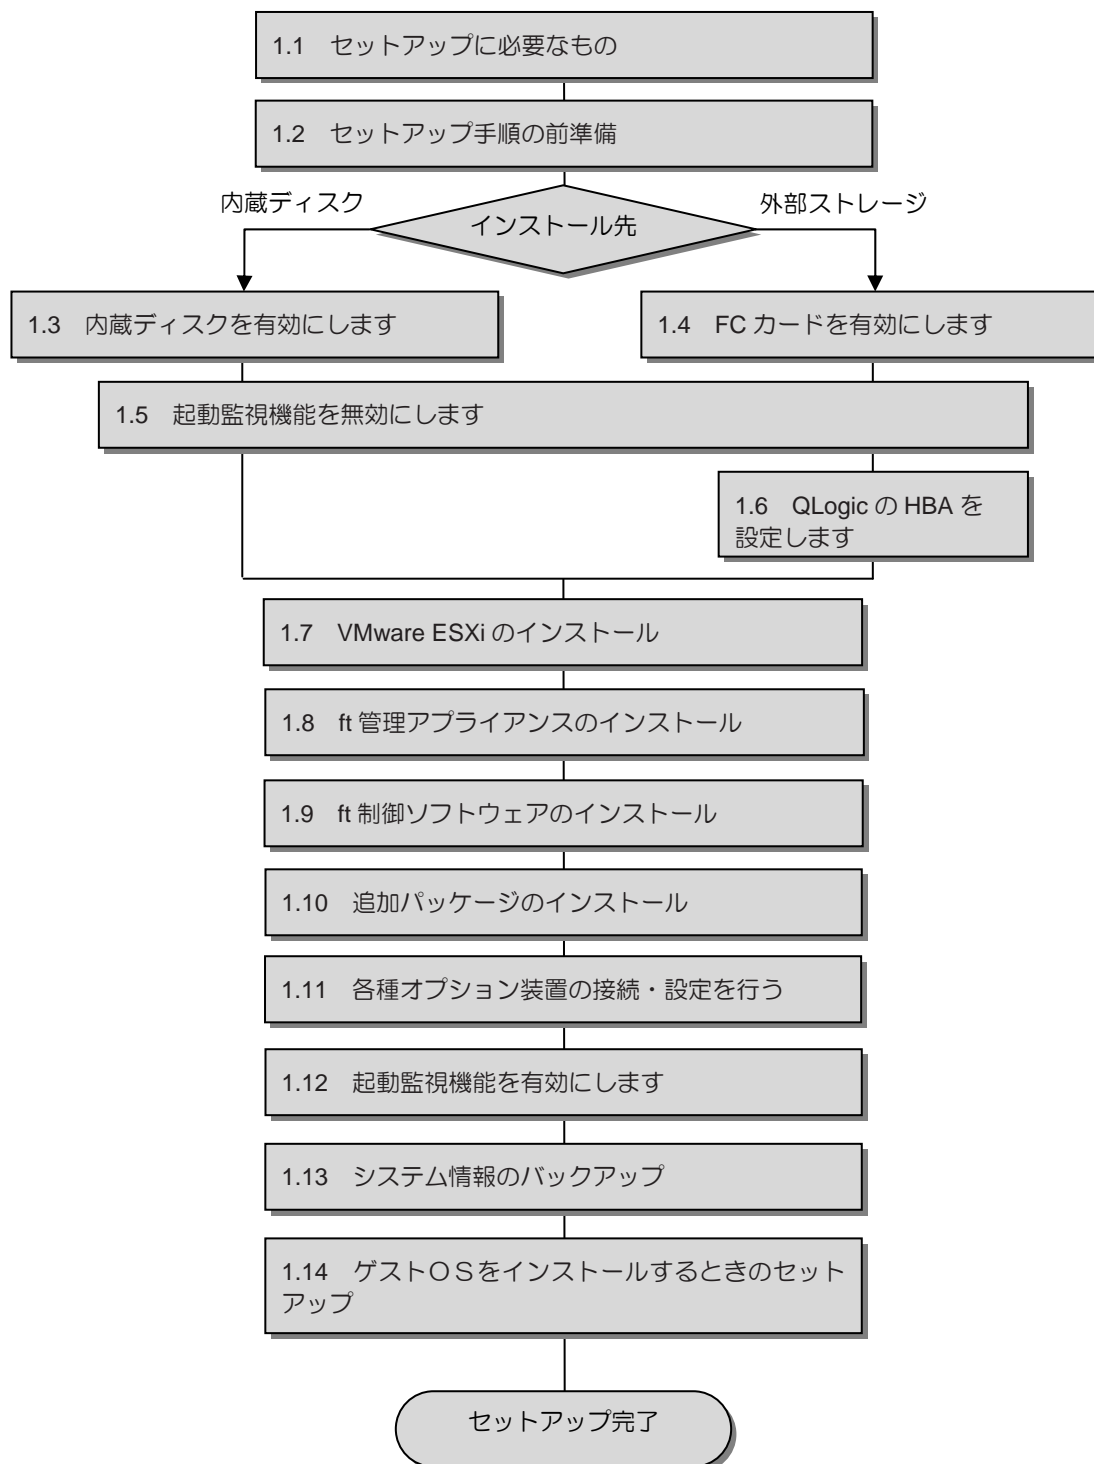 1.1 セットアップに必要なもの
1.2 セットアップ手順の前準備
内蔵ディスク
外部ストレージ
インストール先
1.3 内蔵ディスクを有効にします
1.4 FC カードを有効にします
1.5 起動監視機能を無効にします
1.6 QLogic の HBA を
設定します
1.7 VMware ESXi のインストール
1.8 ft 管理アプライアンスのインストール
1.9 ft 制御ソフトウェアのインストール
1.10 追加パッケージのインストール
1.11 各種オプション装置の接続・設定を行う
1.12 起動監視機能を有効にします
1.13 システム情報のバックアップ
1.14 ゲストＯＳをインストールするときのセット
アップ
セットアップ完了